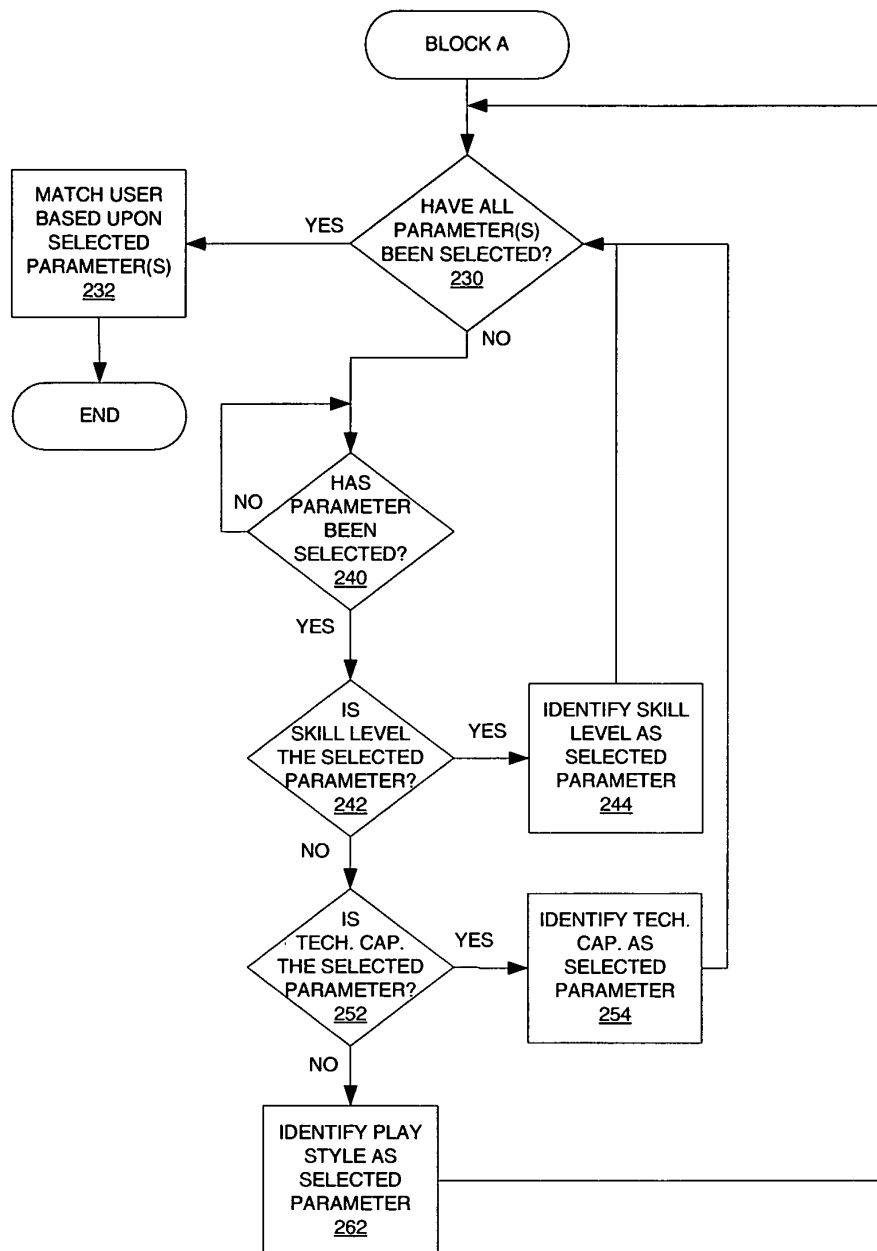 BLOCK A
HAVE ALL
PARAMETER(S)
BEEN SELECTED?
230
YES
MATCH USER
BASED UPON
SELECTED
PARAMETER(S)
232
END
NO
HAS
PARAMETER
BEEN
SELECTED?
240
NO
YES
IS
SKILL LEVEL
THE SELECTED
PARAMETER?
242
YES
IDENTIFY SKILL
LEVEL AS
SELECTED
PARAMETER
244
NO
IS
TECH. CAP.
THE SELECTED
PARAMETER?
252
YES
IDENTIFY TECH.
CAP. AS
SELECTED
PARAMETER
254
NO
IDENTIFY PLAY
STYLE AS
SELECTED
PARAMETER
262